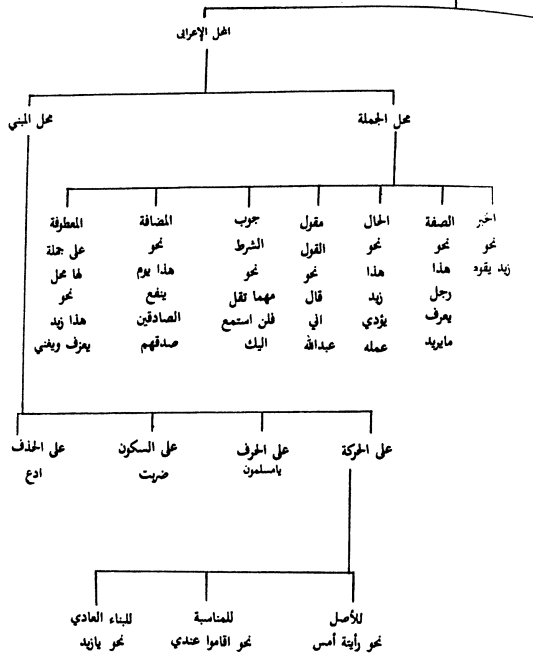 المحل الإعرابى
محل الجملة
محل المبني
الخبر
نحو
زيد يقوم
الصفة
نحو
هذا
رجل
يعرف
مايريد
الحال
نحو
هذا
زيد
يؤدي
عمله
مقول
القول
نحو
قال
اني
عبدالله
جوب
الشرط
نحو
مهما تقل
فلن استمع
اليك
المضافة
نحو
هذا يوم
ينفع
الصادقين
صدقهم
المعطوفة
على جملة
لها محل
نحو
هذا زيد
يعزف ويغني
على الحركة
على الحرف
يامسلمون
على السكون
ضربت
على الحذف
ادع
للأصل
نحو رأيتة أمس
للمناسبة
نحو اقاموا عندي
للبناء العادي
نحو يازيد